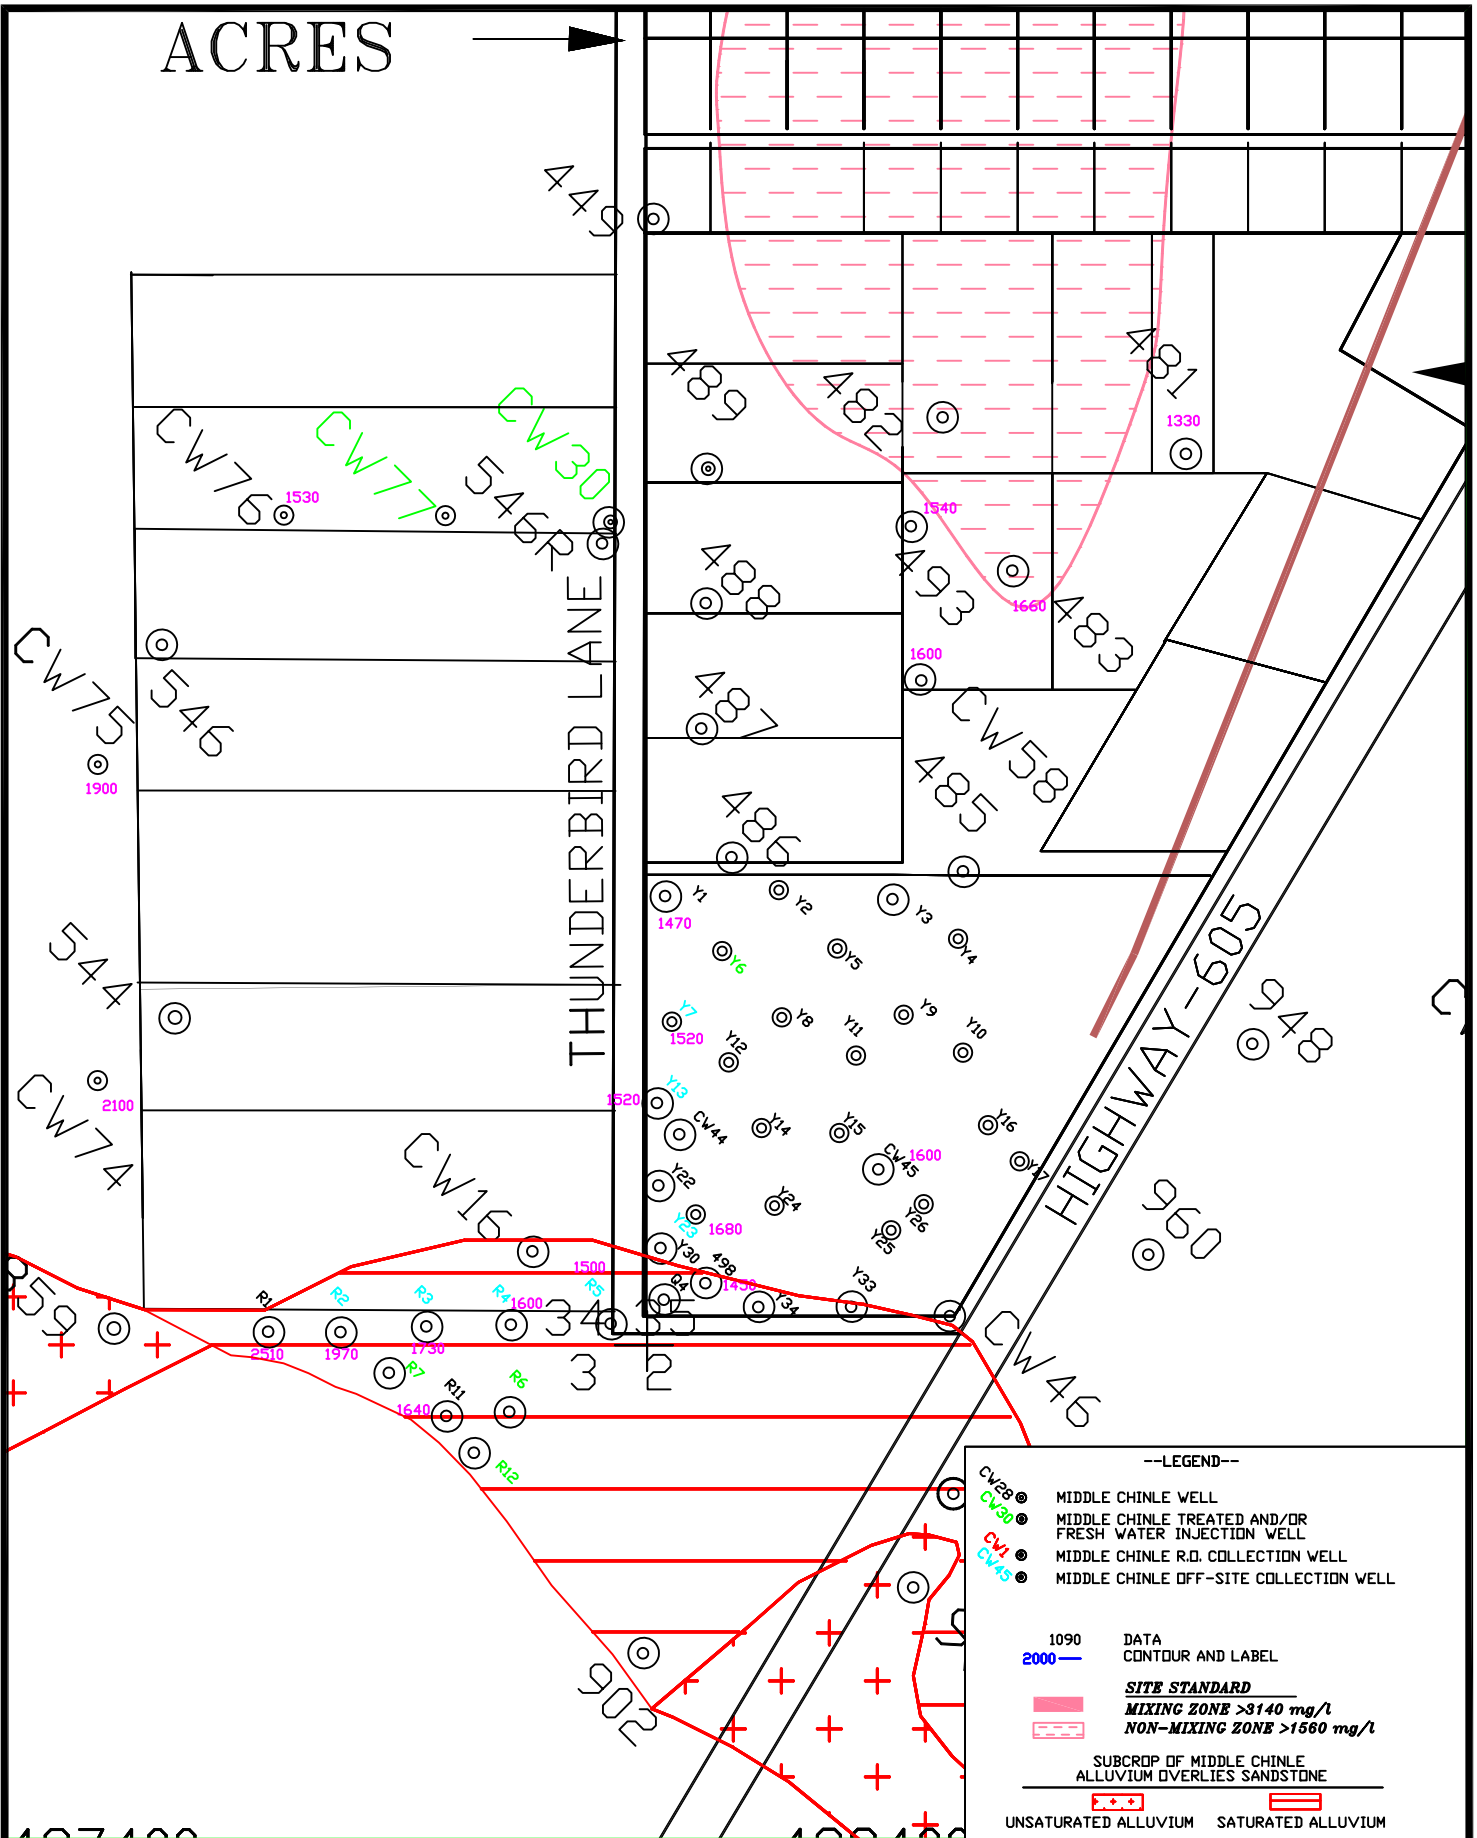 ACRES
449
489
482
481
1330
CW76
1530
CW77
546R
CW30
1540
488
493
1660
483
CW75
546
1900
487
1600
CW58
485
486
THUNDERBIRD LANE
Y1
1470
Y2
Y3
Y4
Y5
Y6
544
Y7
1520
Y8
Y9
Y10
Y11
Y12
948
HIGHWAY-605
2100
CW74
1520
Y13
CW44
Y14
Y15
Y16
Y17
CW45
1600
CW16
Y22
Y23
1680
Y24
Y25
Y26
960
Y30
498
1450
Q4
Y34
Y33
1500
859
R1
2510
R2
1970
R3
1730
R4
1600
R5
34
35
3
2
CW46
R7
1640
R11
R6
R12
902
--LEGEND--
CW28 MIDDLE CHINLE WELL
CW30 MIDDLE CHINLE TREATED AND/OR
FRESH WATER INJECTION WELL
CW1 MIDDLE CHINLE R.O. COLLECTION WELL
CW45 MIDDLE CHINLE OFF-SITE COLLECTION WELL
1090 DATA
2000 CONTOUR AND LABEL
SITE STANDARD
MIXING ZONE >3140 mg/l
NON-MIXING ZONE >1560 mg/l
SUBCROP OF MIDDLE CHINLE
ALLUVIUM OVERLIES SANDSTONE
UNSATURATED ALLUVIUM SATURATED ALLUVIUM